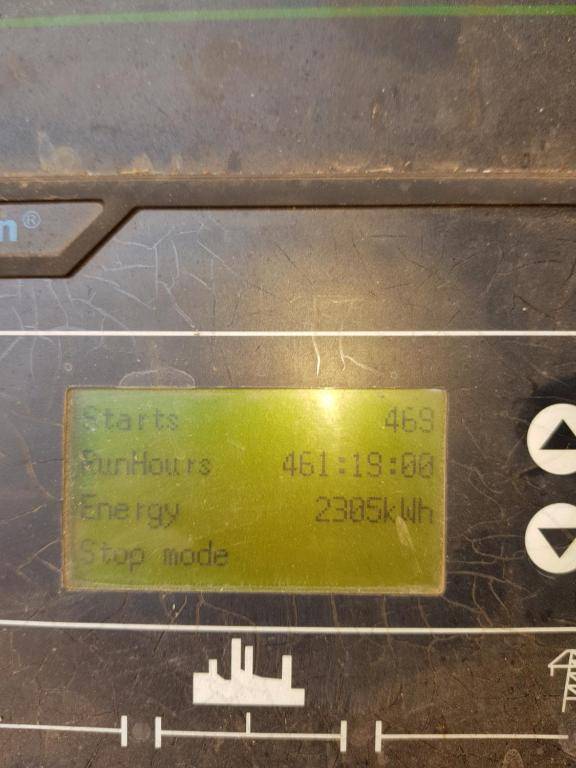 n®
Starts 469
RunHours 461:19:00
Energy 2305kWh
Stop mode